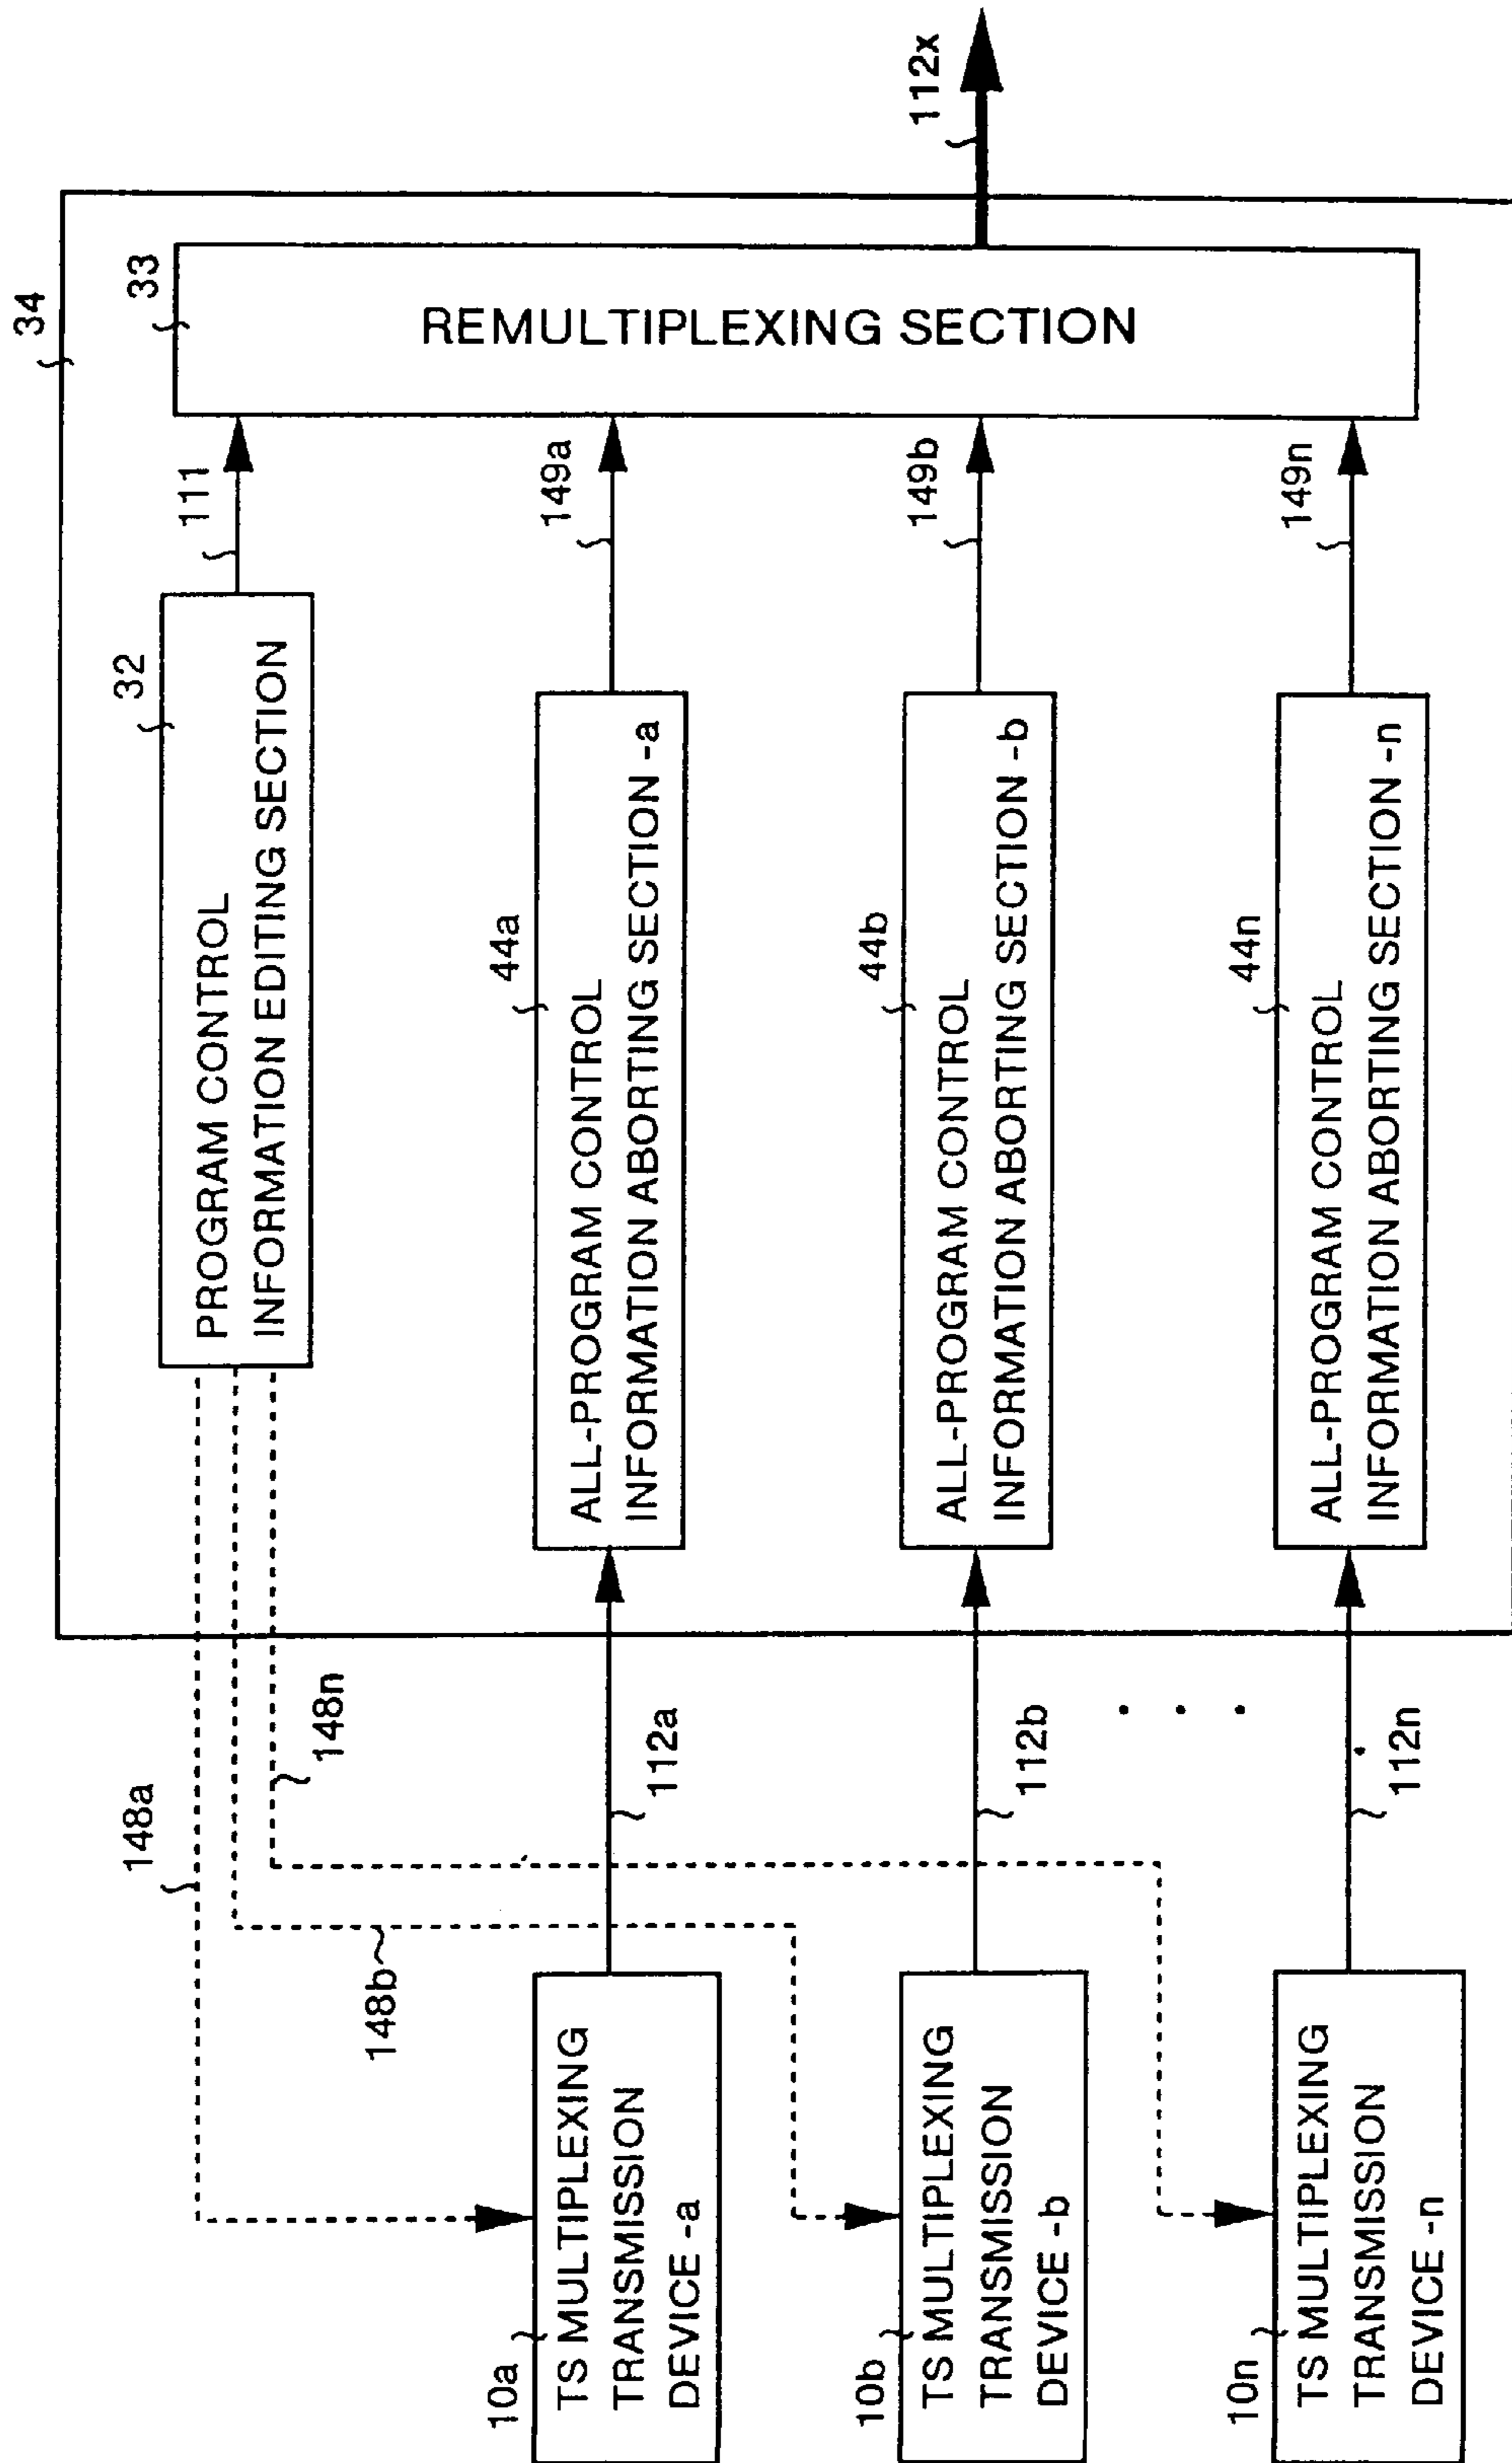 34
33
REMULTIPLEXING SECTION
112x
32
PROGRAM CONTROL
INFORMATION EDITING SECTION
111
148a
148b
148n
10a
TS MULTIPLEXING
TRANSMISSION
DEVICE -a
112a
44a
ALL-PROGRAM CONTROL
INFORMATION ABORTING SECTION -a
149a
10b
TS MULTIPLEXING
TRANSMISSION
DEVICE -b
112b
44b
ALL-PROGRAM CONTROL
INFORMATION ABORTING SECTION -b
149b
10n
TS MULTIPLEXING
TRANSMISSION
DEVICE -n
112n
44n
ALL-PROGRAM CONTROL
INFORMATION ABORTING SECTION -n
149n